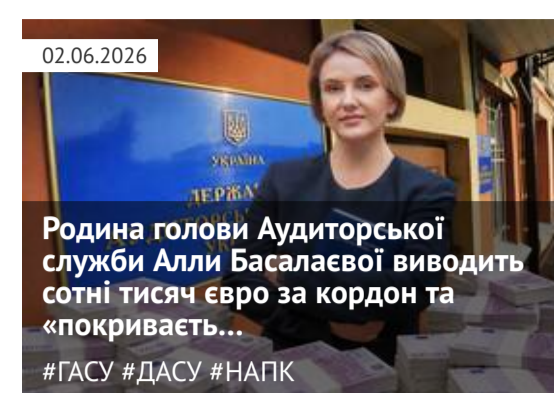 02.06.2026
УКРАЇНА
ДЕРЖА
Родина голови Аудиторської
служби Алли Басалаєвої виводить
сотні тисяч євро за кордон та
«покриваєть...
#ГАСУ #ДАСУ #НАПК